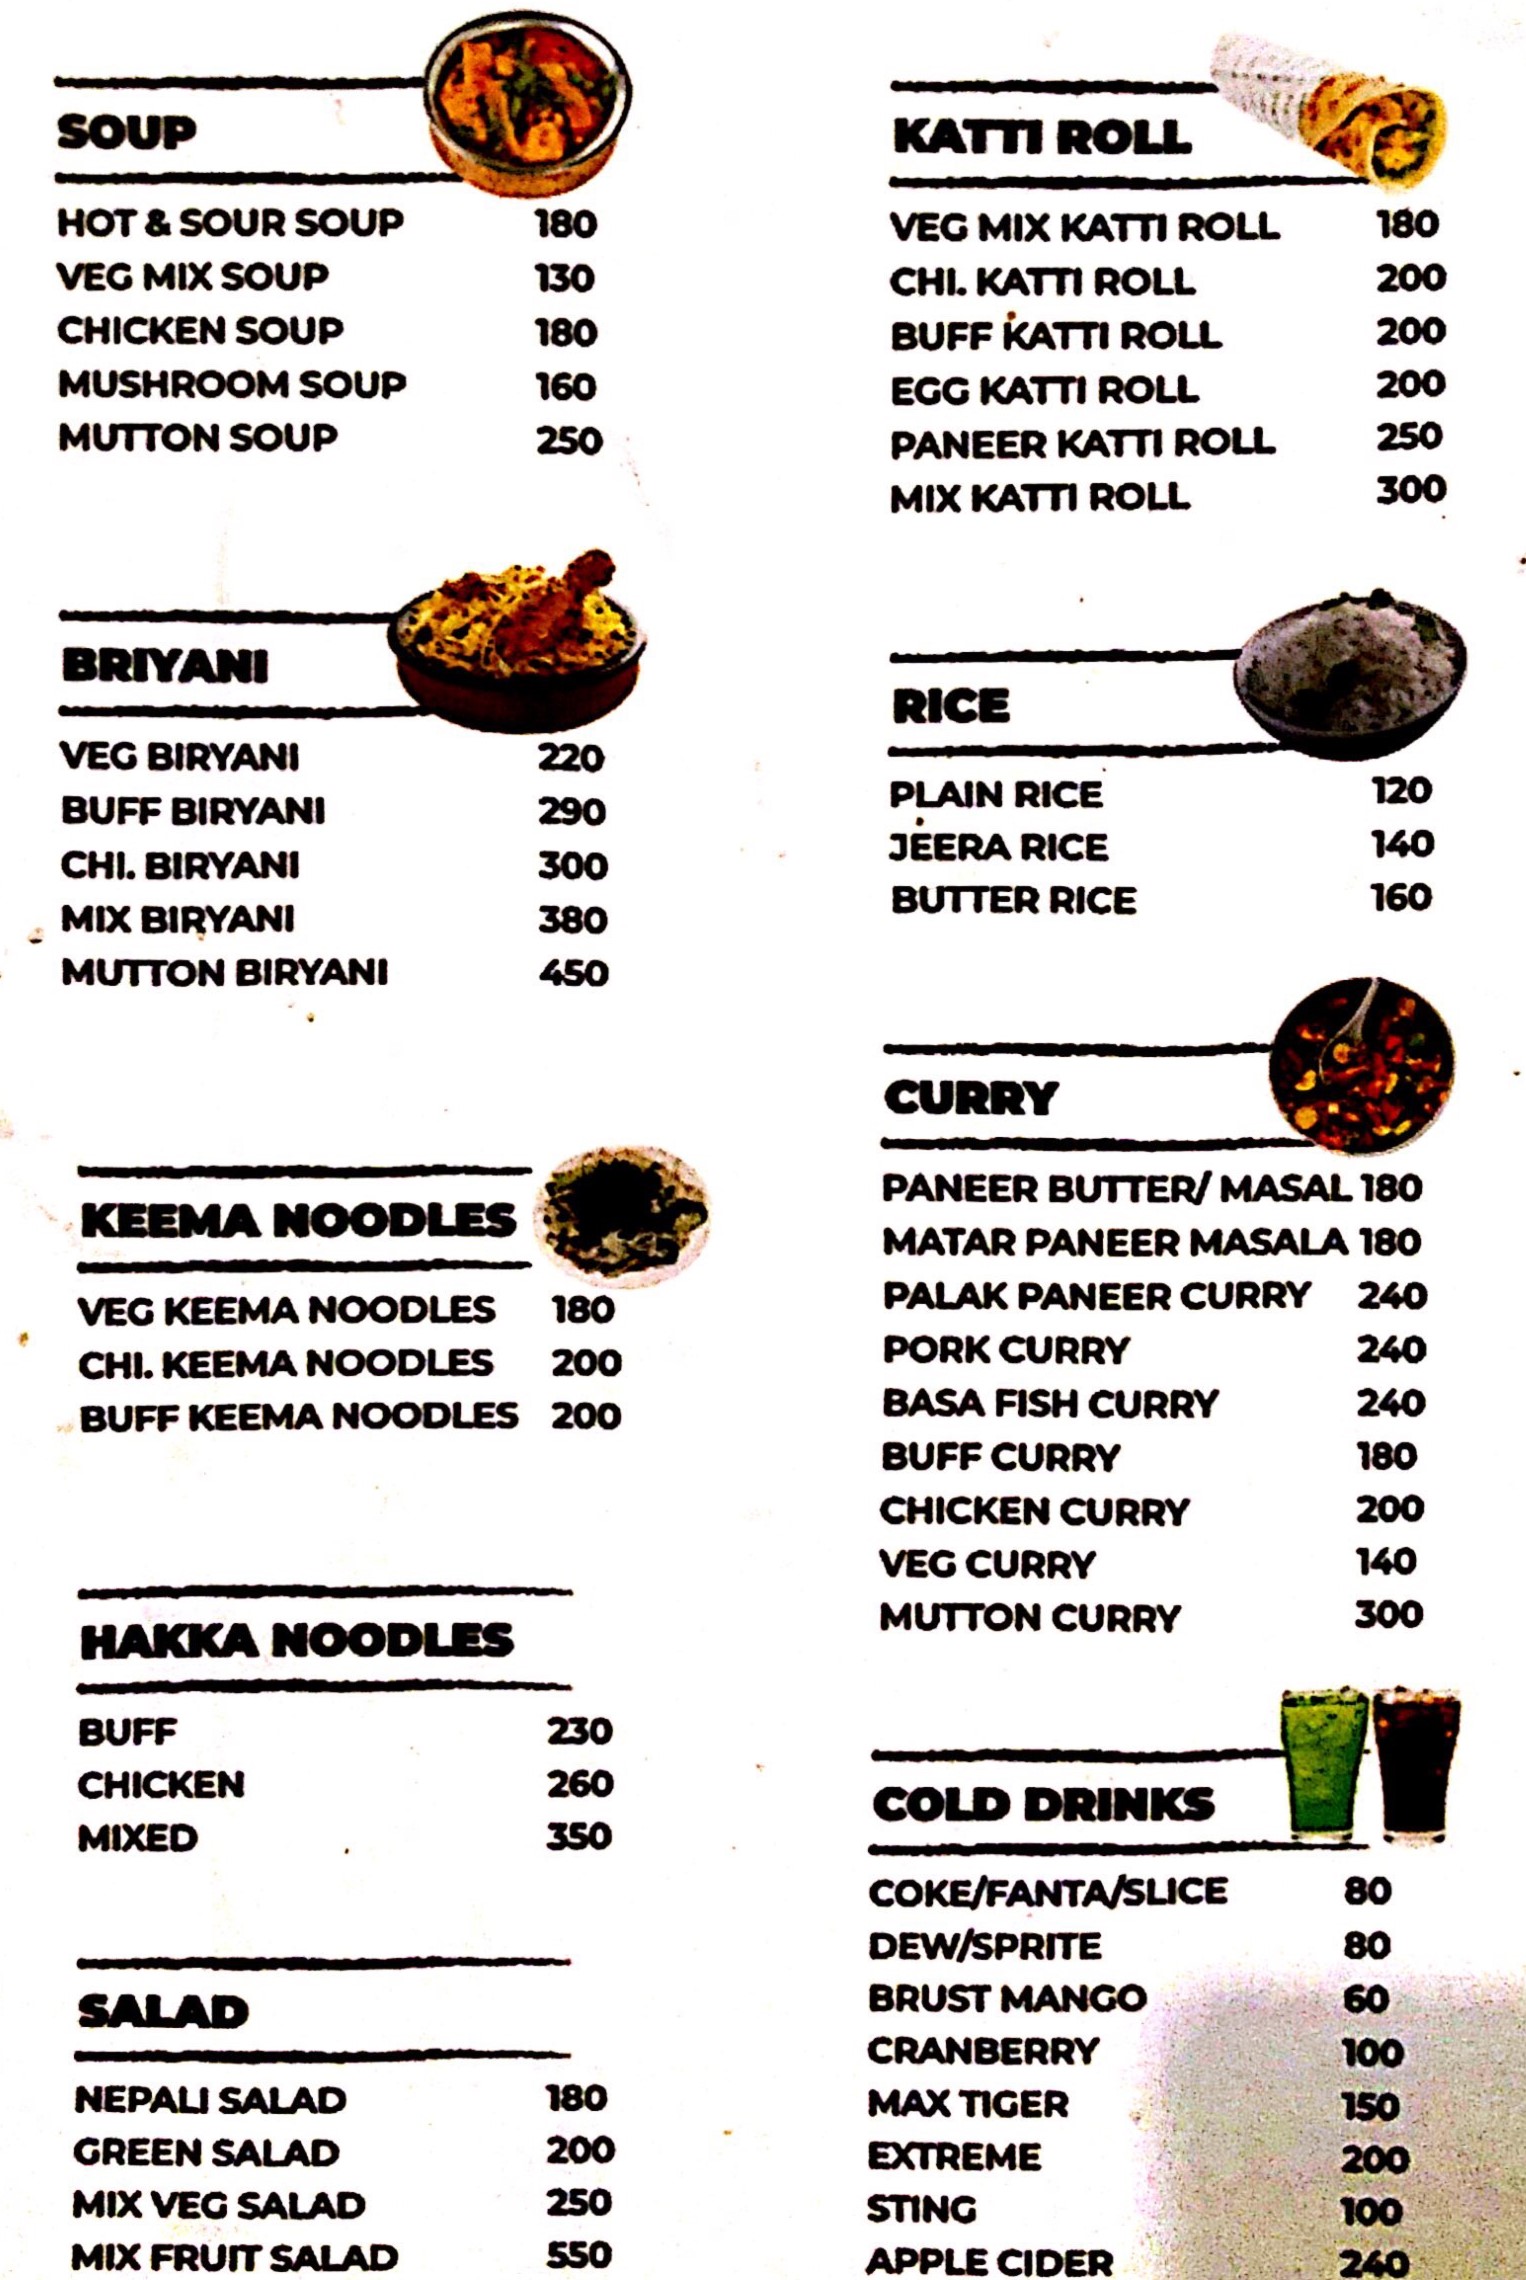 SOUP
HOT & SOUR SOUP 180
VEG MIX SOUP 130
CHICKEN SOUP 180
MUSHROOM SOUP 160
MUTTON SOUP 250
BRIYANI
VEG BIRYANI 220
BUFF BIRYANI 290
CHI. BIRYANI 300
MIX BIRYANI 380
MUTTON BIRYANI 450
KEEMA NOODLES
VEG KEEMA NOODLES 180
CHI. KEEMA NOODLES 200
BUFF KEEMA NOODLES 200
HAKKA NOODLES
BUFF 230
CHICKEN 260
MIXED 350
SALAD
NEPALI SALAD 180
GREEN SALAD 200
MIX VEG SALAD 250
MIX FRUIT SALAD 550
KATTI ROLL
VEG MIX KATTI ROLL 180
CHI. KATTI ROLL 200
BUFF KATTI ROLL 200
EGG KATTI ROLL 200
PANEER KATTI ROLL 250
MIX KATTI ROLL 300
RICE
PLAIN RICE 120
JEERA RICE 140
BUTTER RICE 160
CURRY
PANEER BUTTER/ MASAL 180
MATAR PANEER MASALA 180
PALAK PANEER CURRY 240
PORK CURRY 240
BASA FISH CURRY 240
BUFF CURRY 180
CHICKEN CURRY 200
VEG CURRY 140
MUTTON CURRY 300
COLD DRINKS
COKE/FANTA/SLICE 80
DEW/SPRITE 80
BRUST MANGO 60
CRANBERRY 100
MAX TIGER 150
EXTREME 200
STING 100
APPLE CIDER 240